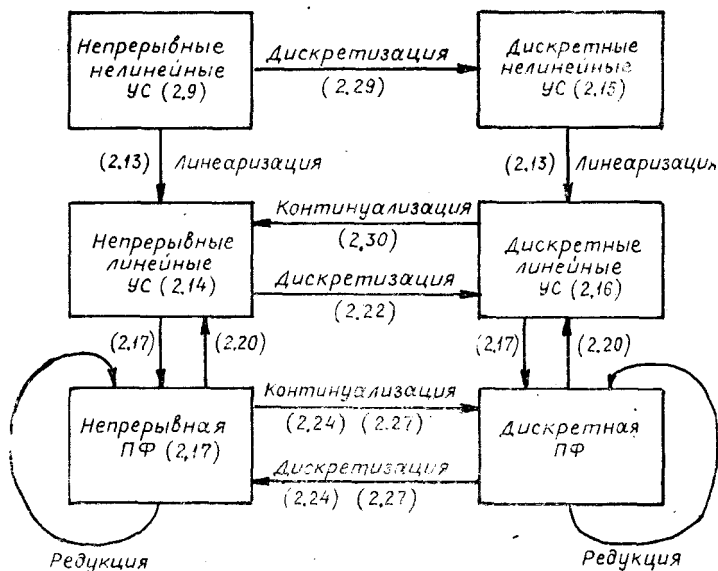 Непрерывные
нелинейные
УС (2.9)
Дискретизация
(2.29)
Дискретные
нелинейные
УС (2.15)
(2.13) Линеаризация
(2.13) Линеаризация
Непрерывные
линейные
УС (2.14)
Континуализация
(2.30)
Дискретизация
(2.22)
Дискретные
линейные
УС (2.16)
(2.17) (2.20)
(2.17) (2.20)
Непрерывная
ПФ (2.17)
Континуализация
(2.24) (2.27)
Дискретизация
(2.24) (2.27)
Дискретная
ПФ
Редукция
Редукция